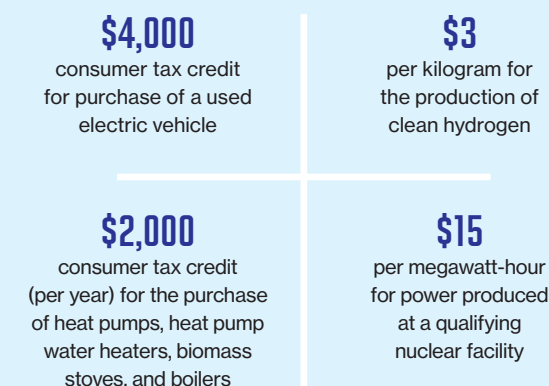 $4,000
consumer tax credit
for purchase of a used
electric vehicle
$3
per kilogram for
the production of
clean hydrogen
$2,000
consumer tax credit
(per year) for the purchase
of heat pumps, heat pump
water heaters, biomass
stoves, and boilers
$15
per megawatt-hour
for power produced
at a qualifying
nuclear facility